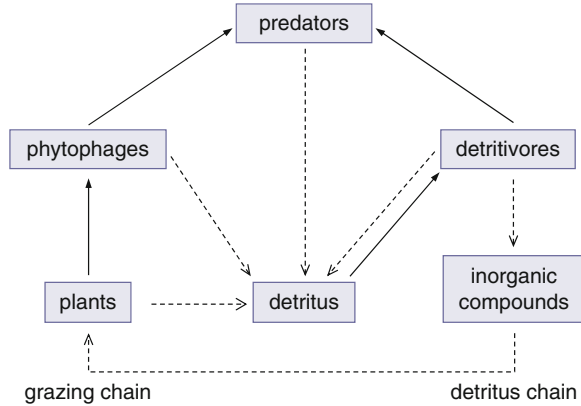 predators
phytophages
detritivores
plants
detritus
inorganic
compounds
grazing chain
detritus chain